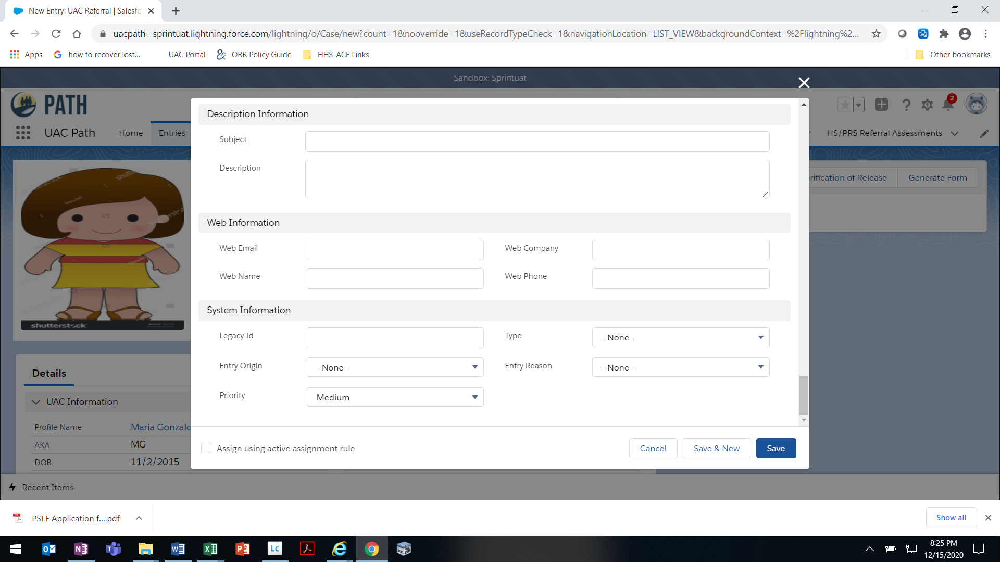 New Entry: UAC Referral | Salesfo
uacpath--sprintuat.lightning.force.com/lightning/o/Case/new?count=1&nooverride=1&useRecordTypeCheck=1&navigationLocation=LIST_VIEW&backgroundContext=%2Flightning%2...
Apps
how to recover lost...
UAC Portal
ORR Policy Guide
HHS-ACF Links
Other bookmarks
Sandbox: Sprintuat
PATH
2
UAC Path
Home
Entries
HS/PRS Referral Assessments
Description Information
Subject
Description
rification of Release
Generate Form
Web Information
Web Email
Web Company
Web Name
Web Phone
System Information
shutterstock
Legacy Id
Type
--None--
Entry Origin
--None--
Entry Reason
--None--
Priority
Medium
Details
UAC Information
Profile Name
Maria Gonzale
AKA
MG
DOB
11/2/2015
Assign using active assignment rule
Cancel
Save & New
Save
Recent Items
PSLF Application f....pdf
Show all
8:25 PM
12/15/2020